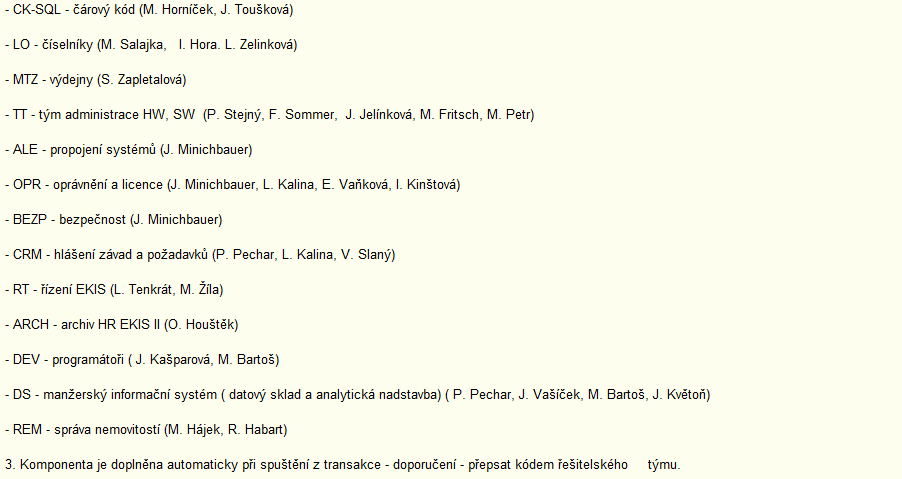 - CK-SQL - čárový kód (M. Horníček, J. Toušková)
- LO - číselníky (M. Salajka, I. Hora. L. Zelinková)
- MTZ - výdejny (S. Zapletalová)
- TT - tým administrace HW, SW (P. Stejný, F. Sommer, J. Jelínková, M. Fritsch, M. Petr)
- ALE - propojení systémů (J. Minichbauer)
- OPR - oprávnění a licence (J. Minichbauer, L. Kalina, E. Vaňková, I. Kinštová)
- BEZP - bezpečnost (J. Minichbauer)
- CRM - hlášení závad a požadavků (P. Pechar, L. Kalina, V. Slaný)
- RT - řízení EKIS (L. Tenkrát, M. Žíla)
- ARCH - archiv HR EKIS II (O. Houštěk)
- DEV - programátoři ( J. Kašparová, M. Bartoš)
- DS - manžerský informační systém ( datový sklad a analytická nadstavba) ( P. Pechar, J. Vašíček, M. Bartoš, J. Květoň)
- REM - správa nemovitostí (M. Hájek, R. Habart)
3. Komponenta je doplněna automaticky při spuštění z transakce - doporučení - přepsat kódem řešitelského týmu.